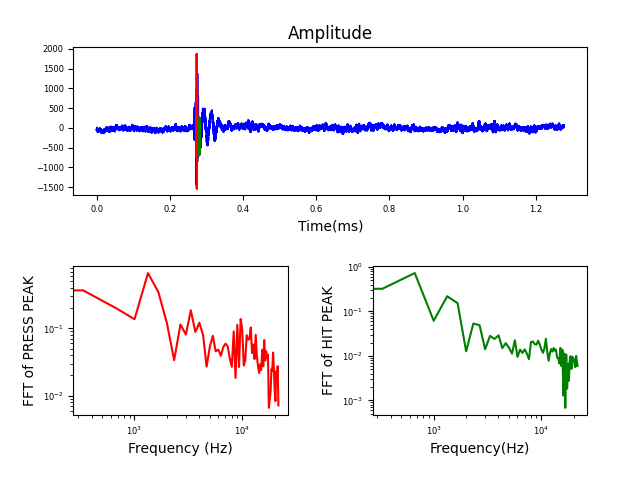 Amplitude
2000
1500
1000
500
0
−500
−1000
−1500
0.0 0.2 0.4 0.6 0.8 1.0 1.2
Time(ms)
FFT of PRESS PEAK
10⁻¹
10⁻²
10³ 10⁴
Frequency (Hz)
FFT of HIT PEAK
10⁰
10⁻¹
10⁻²
10⁻³
10³ 10⁴
Frequency(Hz)